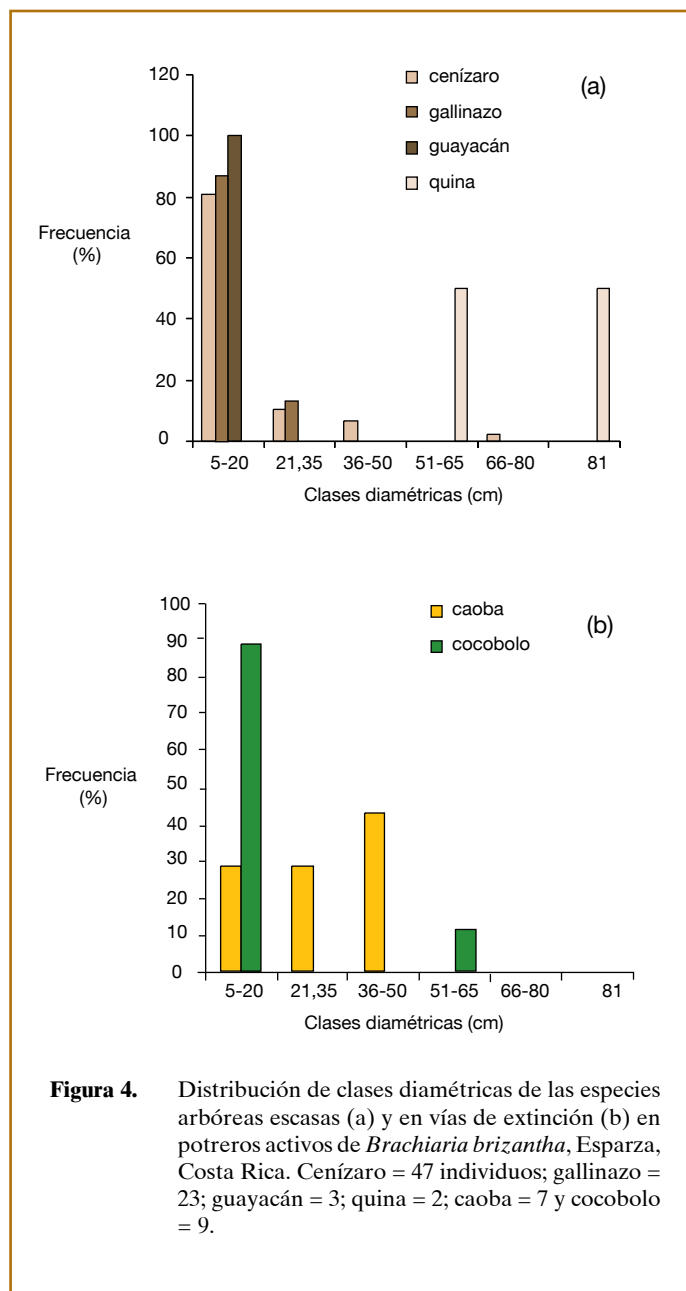 120
100
80
60
40
20
0
Frecuencia
(%)
cenízaro
gallinazo
guayacán
quina
(a)
5-20 21,35 36-50 51-65 66-80 81
Clases diamétricas (cm)
100
90
80
70
60
50
40
30
20
10
0
Frecuencia
(%)
caoba
cocobolo
(b)
5-20 21,35 36-50 51-65 66-80 81
Clases diamétricas (cm)
Figura 4. Distribución de clases diamétricas de las especies
arbóreas escasas (a) y en vías de extinción (b) en
potreros activos de Brachiaria brizantha, Esparza,
Costa Rica. Cenízaro = 47 individuos; gallinazo =
23; guayacán = 3; quina = 2; caoba = 7 y cocobolo
= 9.